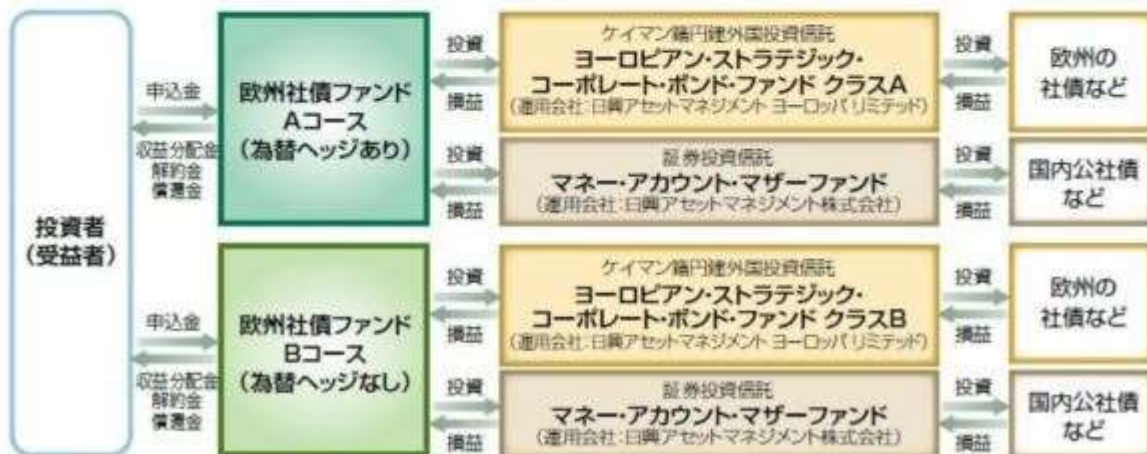 投資者
(受益者)
申込金
収益分配金
解約金
償還金
欧州社債ファンド
Aコース
(為替ヘッジあり)
投資
損益
ケイマン籍円建外国投資信託
ヨーロピアン・ストラテジック・
コーポレート・ボンド・ファンド クラスA
(運用会社:日興アセットマネジメント ヨーロッパ リミテッド)
投資
損益
欧州の
社債など
投資
損益
証券投資信託
マネー・アカウント・マザーファンド
(運用会社:日興アセットマネジメント株式会社)
投資
損益
国内公社債
など
申込金
収益分配金
解約金
償還金
欧州社債ファンド
Bコース
(為替ヘッジなし)
投資
損益
ケイマン籍円建外国投資信託
ヨーロピアン・ストラテジック・
コーポレート・ボンド・ファンド クラスB
(運用会社:日興アセットマネジメント ヨーロッパ リミテッド)
投資
損益
欧州の
社債など
投資
損益
証券投資信託
マネー・アカウント・マザーファンド
(運用会社:日興アセットマネジメント株式会社)
投資
損益
国内公社債
など